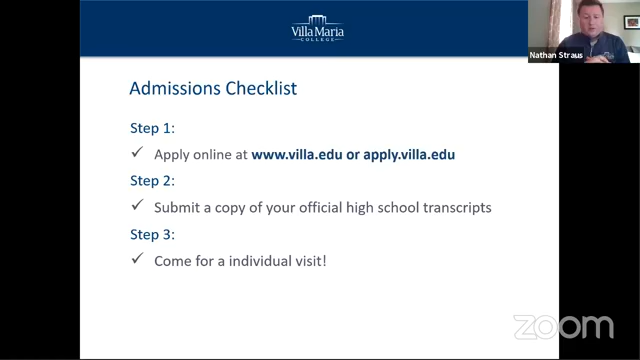 Villa Maria
COLLEGE
Nathan Straus
Admissions Checklist
Step 1:
✓ Apply online at www.villa.edu or apply.villa.edu
Step 2:
✓ Submit a copy of your official high school transcripts
Step 3:
✓ Come for a individual visit!
zoom